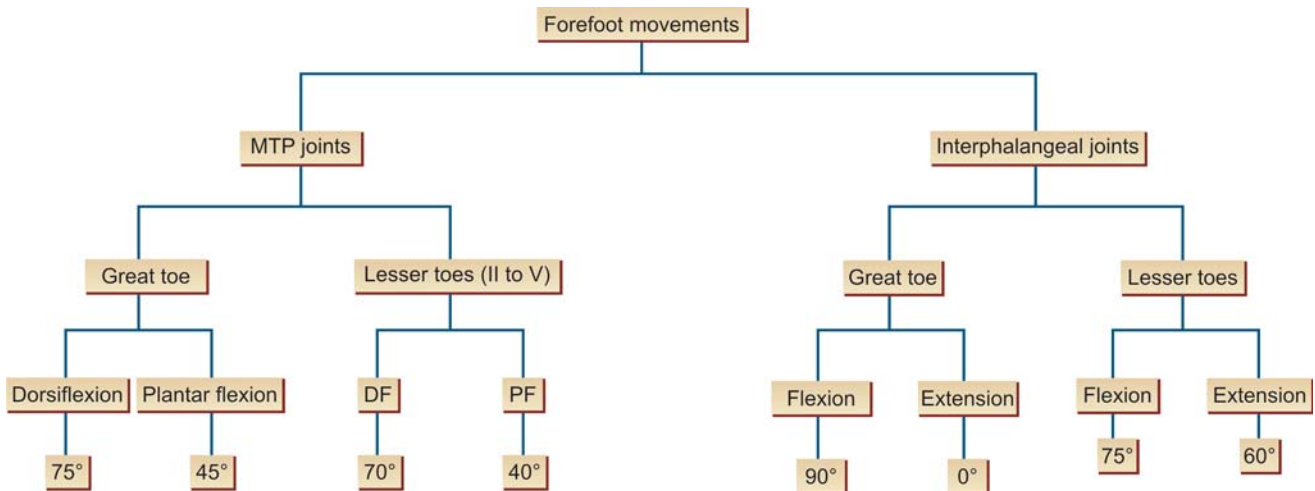 Forefoot movements
MTP joints
Interphalangeal joints
Great toe
Lesser toes (II to V)
Great toe
Lesser toes
Dorsiflexion
Plantar flexion
DF
PF
Flexion
Extension
Flexion
Extension
75°
45°
70°
40°
90°
0°
75°
60°